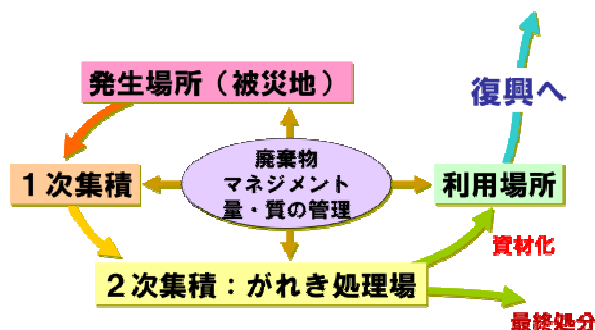 復興へ
発生場所（被災地）
廃棄物
マネジメント
量・質の管理
１次集積
利用場所
資材化
２次集積：がれき処理場
最終処分